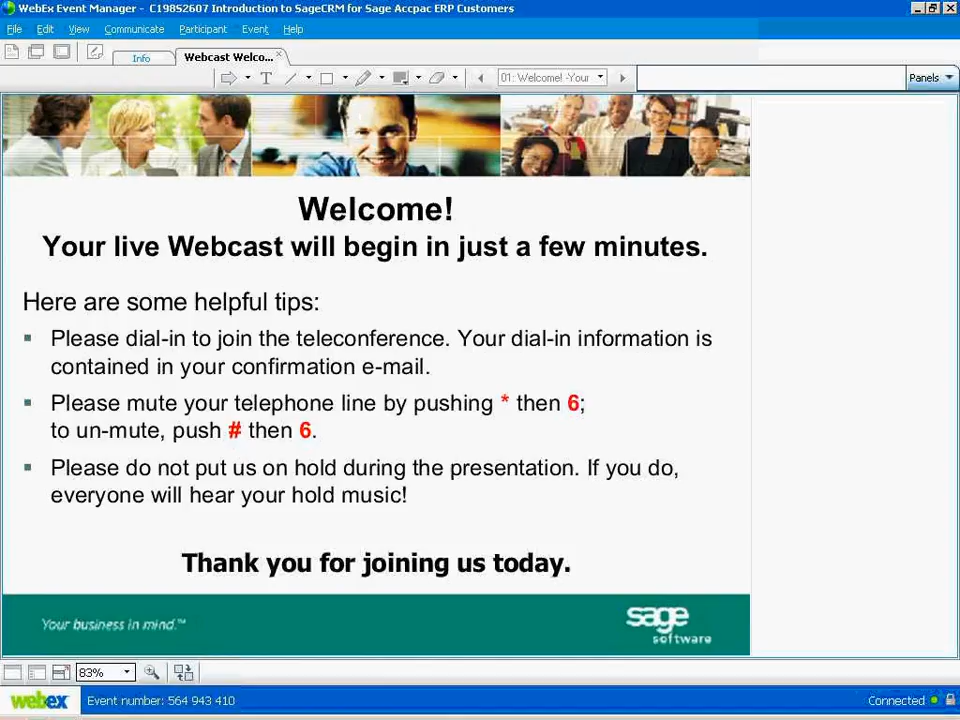 WebEx Event Manager - C19852607 Introduction to SageCRM for Sage Accpac ERP Customers
File Edit View Communicate Participant Event Help
Info Webcast Welco...
T 01: Welcome! -Your Panels
Welcome!
Your live Webcast will begin in just a few minutes.
Here are some helpful tips:
Please dial-in to join the teleconference. Your dial-in information is
contained in your confirmation e-mail.
Please mute your telephone line by pushing * then 6;
to un-mute, push # then 6.
Please do not put us on hold during the presentation. If you do,
everyone will hear your hold music!
Thank you for joining us today.
Your business in mind.™
sage
software
83%
webex Event number: 564 943 410 Connected